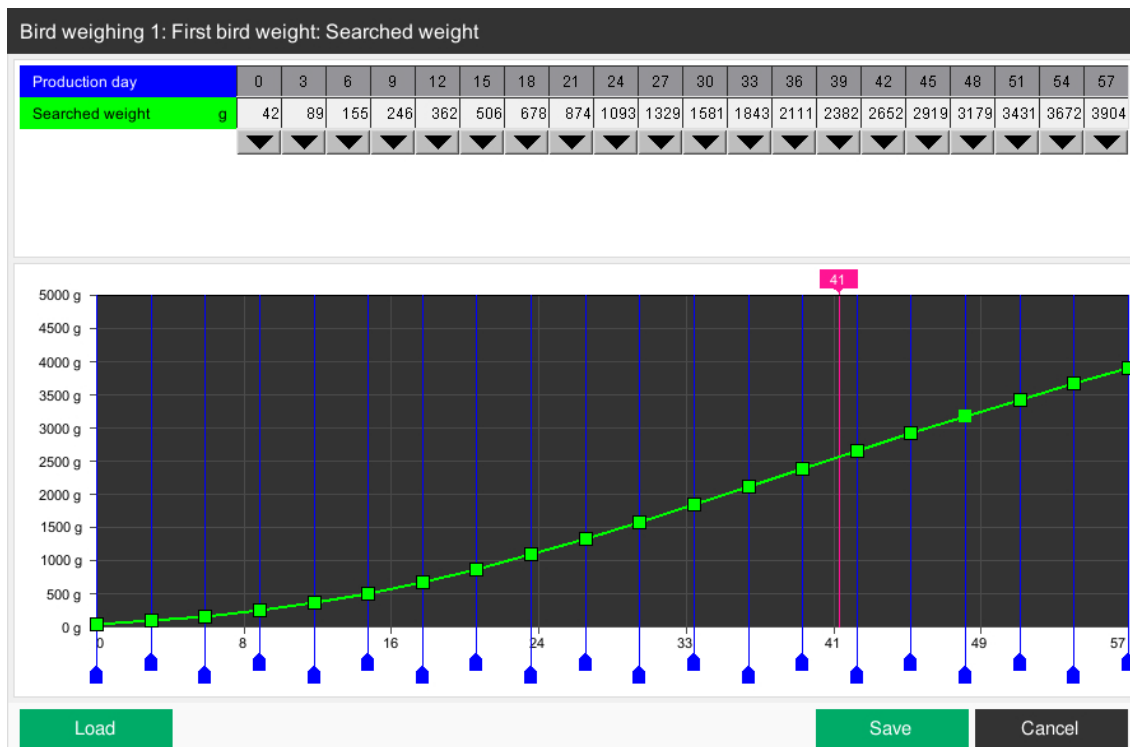 Bird weighing 1: First bird weight: Searched weight
Production day 0 3 6 9 12 15 18 21 24 27 30 33 36 39 42 45 48 51 54 57
Searched weight g 42 89 155 246 362 506 678 874 1093 1329 1581 1843 2111 2382 2652 2919 3179 3431 3672 3904
41
5000 g
4500 g
4000 g
3500 g
3000 g
2500 g
2000 g
1500 g
1000 g
500 g
0 g
0 8 16 24 33 41 49 57
Load Save Cancel